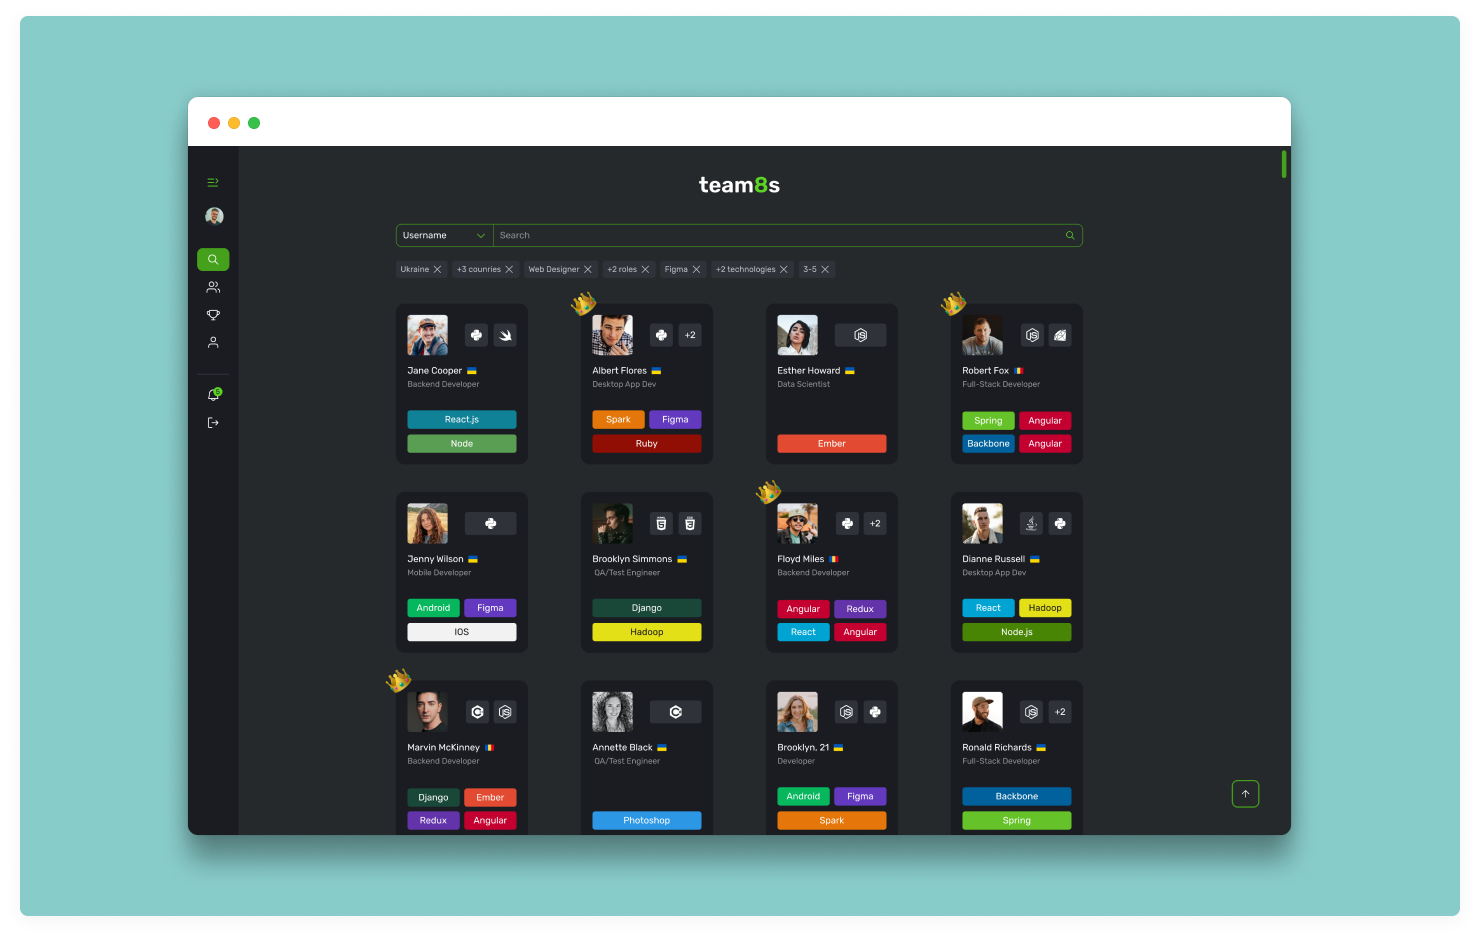 team8s
Username Search
Ukraine +3 counries Web Designer +2 roles Figma +2 technologies 3-5
+2
Jane Cooper Albert Flores Esther Howard Robert Fox
Backend Developer Desktop App Dev Data Scientist Full-Stack Developer
5
React.js Spark Figma Spring Angular
Node Ruby Ember Backbone Angular
+2
Jenny Wilson Brooklyn Simmons Floyd Miles Dianne Russell
Mobile Developer QA/Test Engineer Backend Developer Desktop App Dev
Android Figma Django Angular Redux React Hadoop
IOS Hadoop React Angular Node.js
+2
Marvin McKinney Annette Black Brooklyn, 21 Ronald Richards
Backend Developer QA/Test Engineer Developer Full-Stack Developer
Django Ember Android Figma Backbone
Redux Angular Photoshop Spark Spring